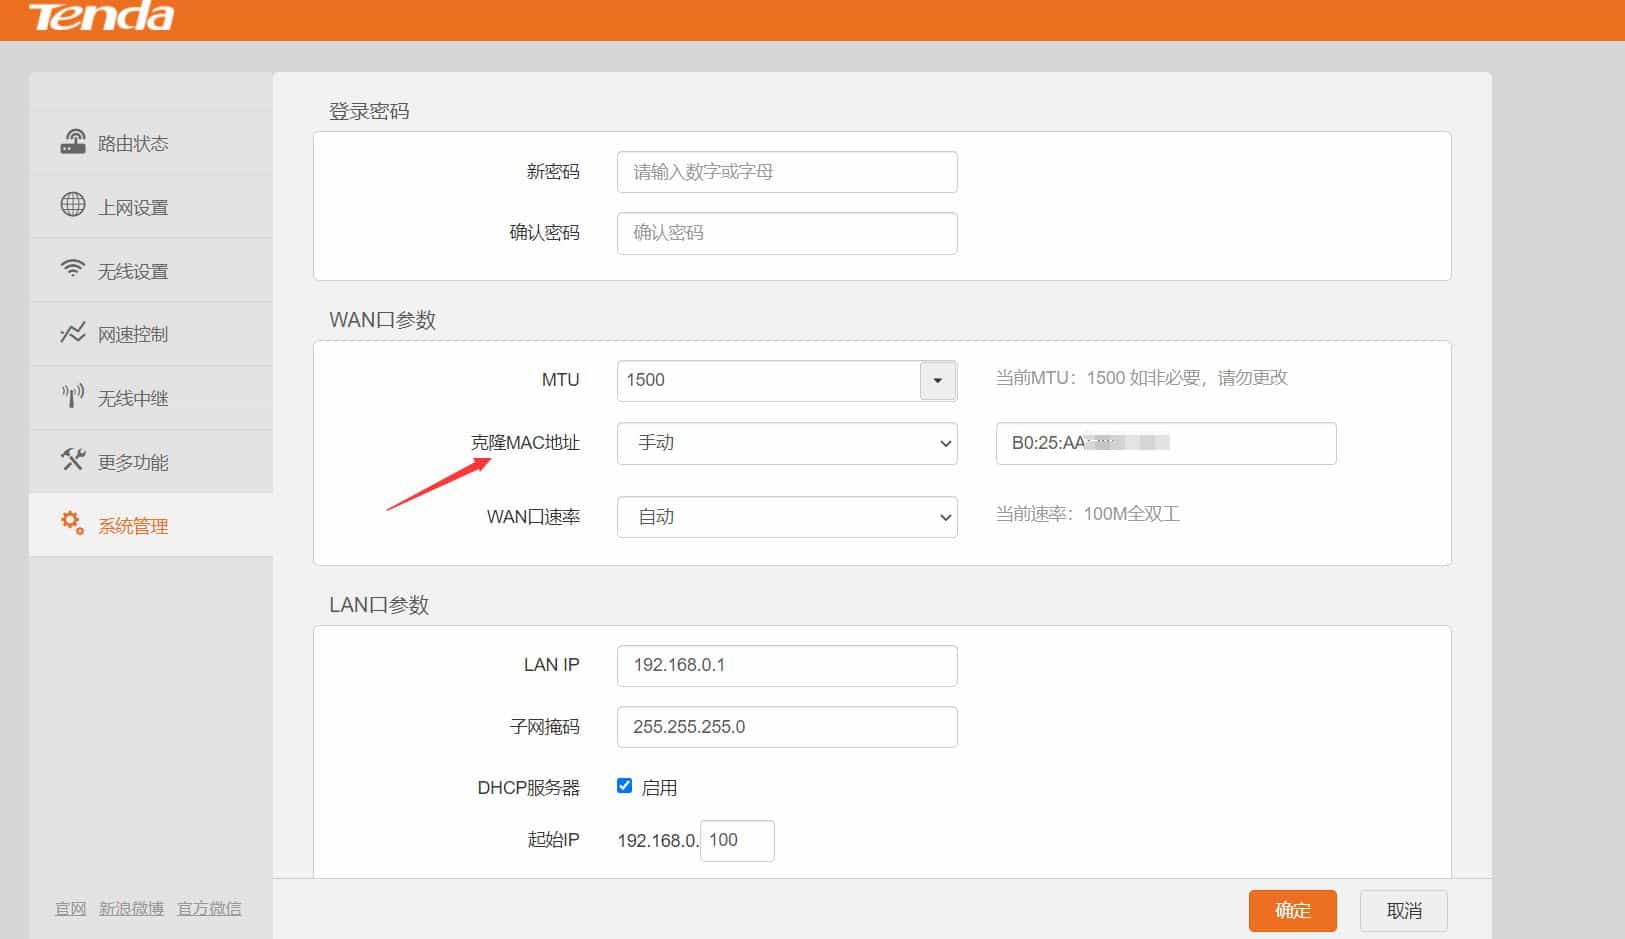 Tenda
路由状态
上网设置
无线设置
网速控制
无线中继
更多功能
系统管理
官网 新浪微博 官方微信
登录密码
新密码 请输入数字或字母
确认密码 确认密码
WAN口参数
MTU 1500 当前MTU：1500 如非必要，请勿更改
克隆MAC地址 手动 B0:25:AA:
WAN口速率 自动 当前速率：100M全双工
LAN口参数
LAN IP 192.168.0.1
子网掩码 255.255.255.0
DHCP服务器 启用
起始IP 192.168.0. 100
确定 取消